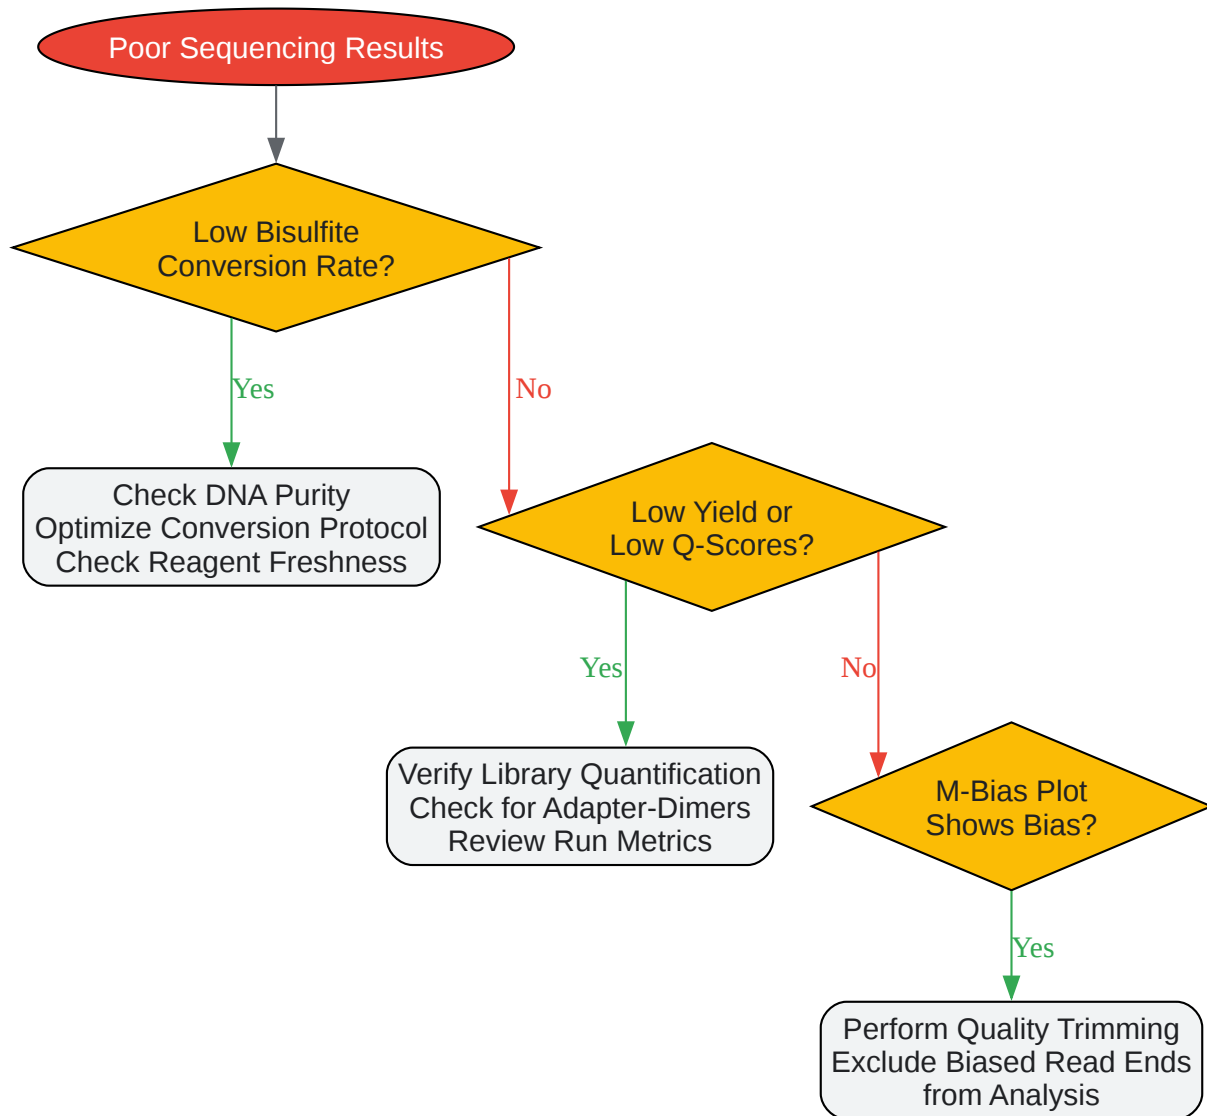 Poor Sequencing Results
Low Bisulfite
Conversion Rate?
Yes
No
Check DNA Purity
Optimize Conversion Protocol
Check Reagent Freshness
Low Yield or
Low Q-Scores?
Yes
No
Verify Library Quantification
Check for Adapter-Dimers
Review Run Metrics
M-Bias Plot
Shows Bias?
Yes
Perform Quality Trimming
Exclude Biased Read Ends
from Analysis